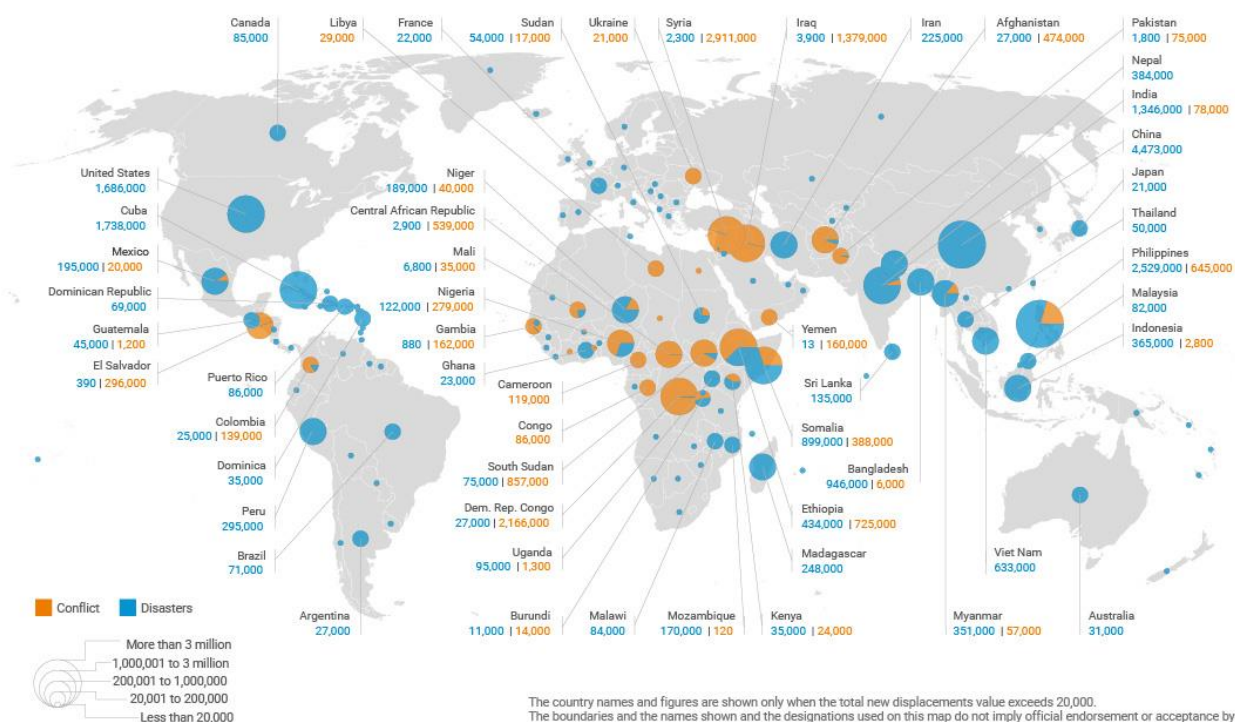 Canada
85,000
Libya
29,000
France
22,000
Sudan
54,000 | 17,000
Ukraine
21,000
Syria
2,300 | 2,911,000
Iraq
3,900 | 1,379,000
Iran
225,000
Afghanistan
27,000 | 474,000
Pakistan
1,800 | 75,000
Nepal
384,000
India
1,346,000 | 78,000
China
4,473,000
Japan
21,000
Thailand
50,000
Philippines
2,529,000 | 645,000
Malaysia
82,000
Indonesia
365,000 | 2,800
United States
1,686,000
Cuba
1,738,000
Mexico
195,000 | 20,000
Dominican Republic
69,000
Guatemala
45,000 | 1,200
El Salvador
390 | 296,000
Puerto Rico
86,000
Colombia
25,000 | 139,000
Dominica
35,000
Peru
295,000
Brazil
71,000
Argentina
27,000
Niger
189,000 | 40,000
Central African Republic
2,900 | 539,000
Mali
6,800 | 35,000
Nigeria
122,000 | 279,000
Gambia
880 | 162,000
Ghana
23,000
Cameroon
119,000
Congo
86,000
South Sudan
75,000 | 857,000
Dem. Rep. Congo
27,000 | 2,166,000
Uganda
95,000 | 1,300
Burundi
11,000 | 14,000
Malawi
84,000
Mozambique
170,000 | 120
Kenya
35,000 | 24,000
Yemen
13 | 160,000
Sri Lanka
135,000
Somalia
899,000 | 388,000
Bangladesh
946,000 | 6,000
Ethiopia
434,000 | 725,000
Madagascar
248,000
Viet Nam
633,000
Myanmar
351,000 | 57,000
Australia
31,000
Conflict
Disasters
More than 3 million
1,000,001 to 3 million
200,001 to 1,000,000
20,001 to 200,000
Less than 20,000
The country names and figures are shown only when the total new displacements value exceeds 20,000.
The boundaries and the names shown and the designations used on this map do not imply official endorsement or acceptance by